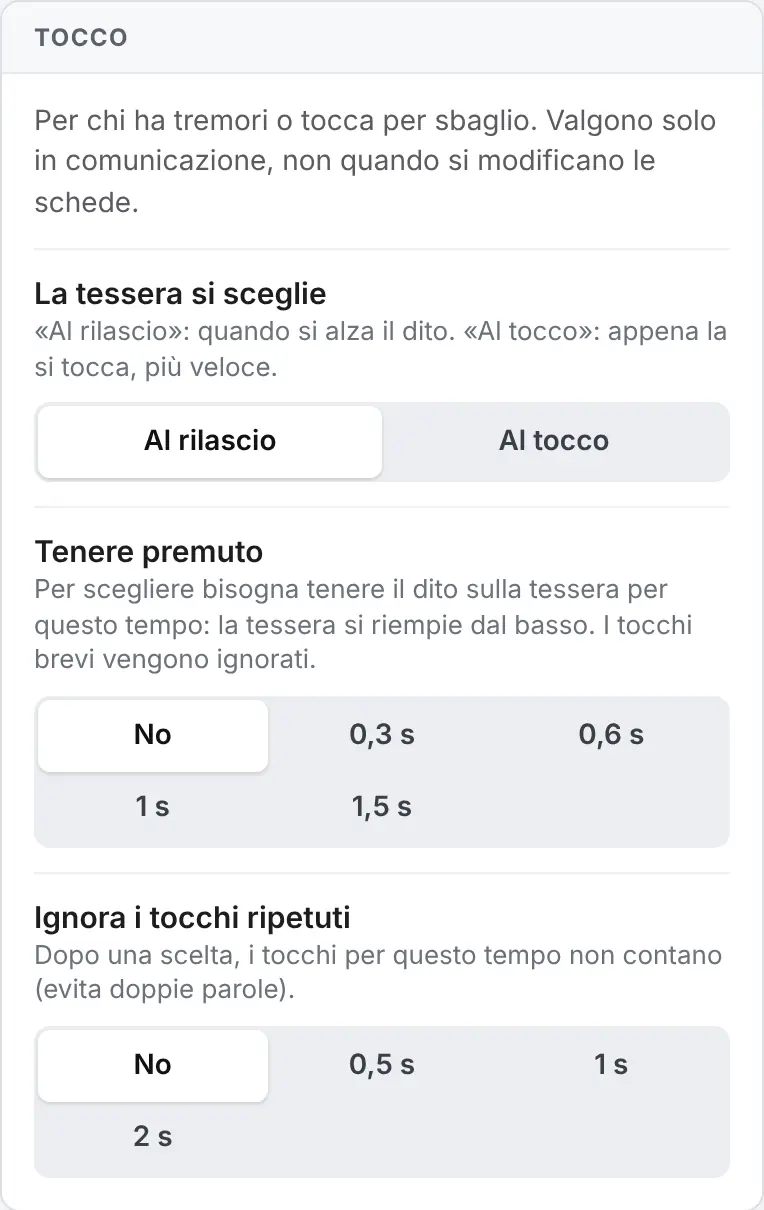 TOCCO
Per chi ha tremori o tocca per sbaglio. Valgono solo
in comunicazione, non quando si modificano le
schede.
La tessera si sceglie
«Al rilascio»: quando si alza il dito. «Al tocco»: appena la
si tocca, più veloce.
Al rilascio Al tocco
Tenere premuto
Per scegliere bisogna tenere il dito sulla tessera per
questo tempo: la tessera si riempie dal basso. I tocchi
brevi vengono ignorati.
No 0,3 s 0,6 s
1 s 1,5 s
Ignora i tocchi ripetuti
Dopo una scelta, i tocchi per questo tempo non contano
(evita doppie parole).
No 0,5 s 1 s
2 s